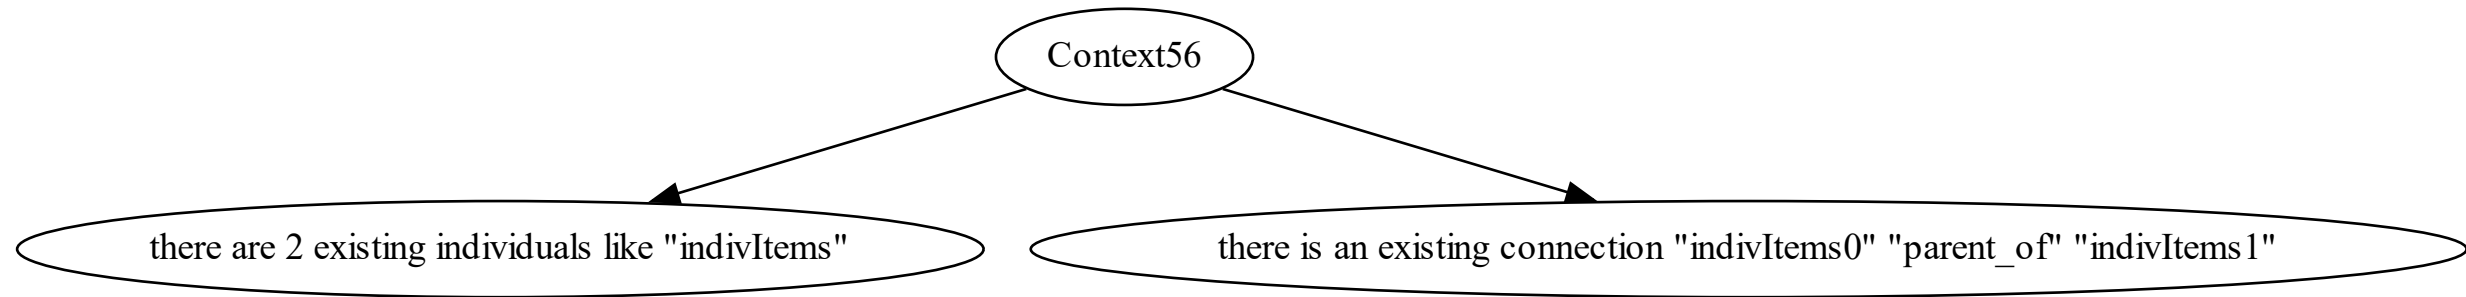 Context56
there are 2 existing individuals like "indivItems"
there is an existing connection "indivItems0" "parent_of" "indivItems1"